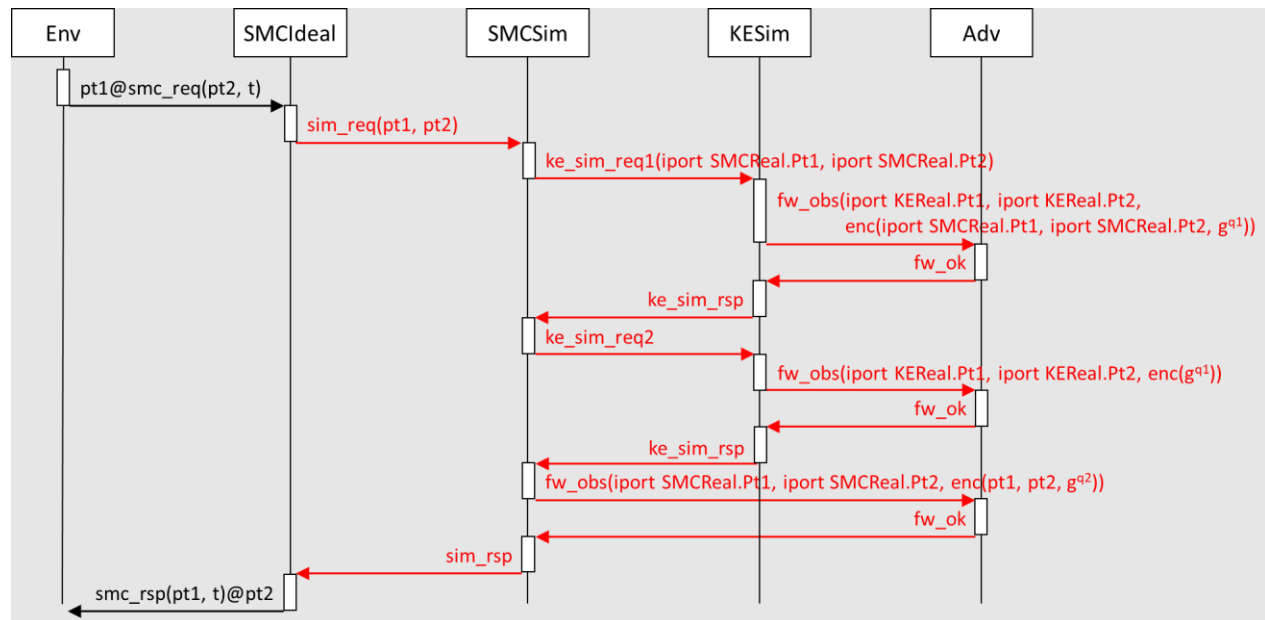 Env
SMCIdeal
SMCSim
KESim
Adv
pt1@smc_req(pt2, t)
sim_req(pt1, pt2)
ke_sim_req1(iport SMCReal.Pt1, iport SMCReal.Pt2)
fw_obs(iport KEReal.Pt1, iport KEReal.Pt2,
enc(iport SMCReal.Pt1, iport SMCReal.Pt2, g^q1))
fw_ok
ke_sim_rsp
ke_sim_req2
fw_obs(iport KEReal.Pt1, iport KEReal.Pt2, enc(g^q1))
fw_ok
ke_sim_rsp
fw_obs(iport SMCReal.Pt1, iport SMCReal.Pt2, enc(pt1, pt2, g^q2))
fw_ok
sim_rsp
smc_rsp(pt1, t)@pt2